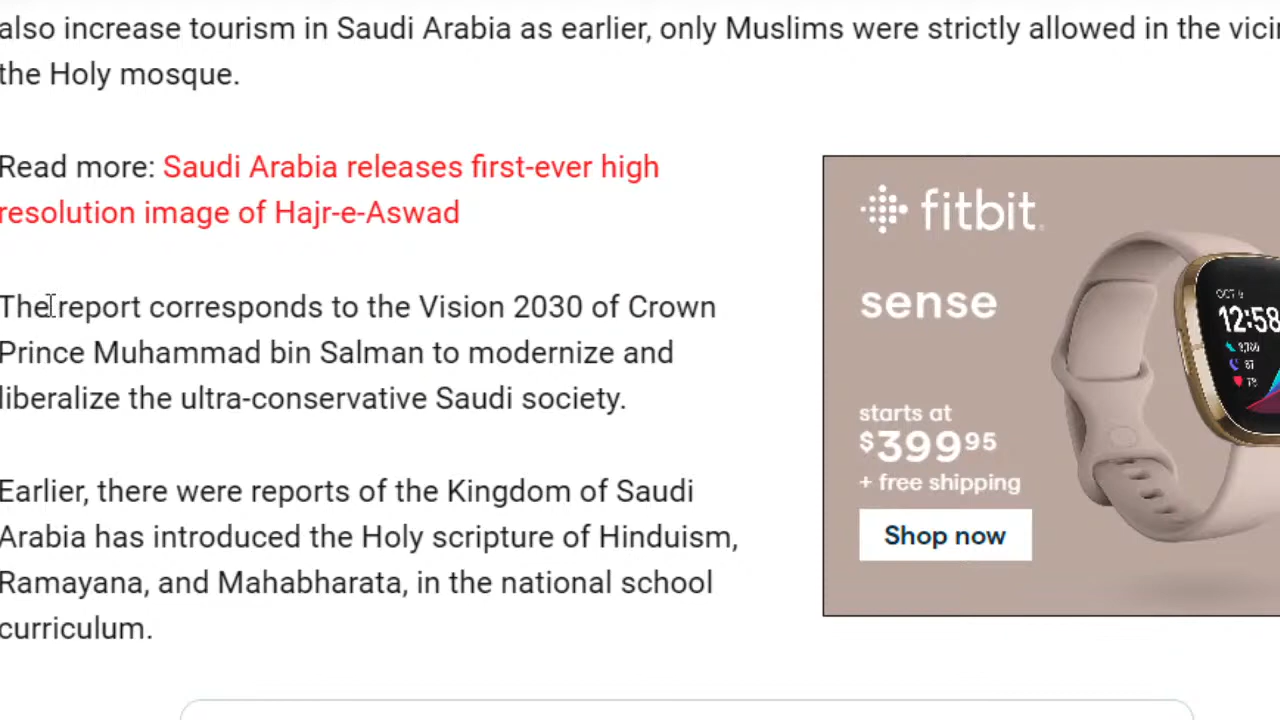 also increase tourism in Saudi Arabia as earlier, only Muslims were strictly allowed in the
the Holy mosque.
Read more: Saudi Arabia releases first-ever high
resolution image of Hajr-e-Aswad
The report corresponds to the Vision 2030 of Crown
Prince Muhammad bin Salman to modernize and
liberalize the ultra-conservative Saudi society.
Earlier, there were reports of the Kingdom of Saudi
Arabia has introduced the Holy scripture of Hinduism,
Ramayana, and Mahabharata, in the national school
curriculum.
fitbit
sense
starts at
$399 95
+ free shipping
Shop now
12:58